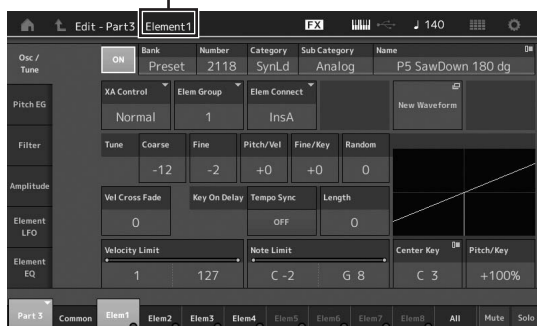 Edit - Part3 Element1 FX ♩ 140
Osc / Tune
ON
Bank Number Category Sub Category Name
Preset 2118 SynLd Analog P5 SawDown 180 dg
XA Control Elem Group Elem Connect
Normal 1 InsA New Waveform
Pitch EG
Filter
Tune Coarse Fine Pitch/Vel Fine/Key Random
-12 -2 +0 +0 0
Amplitude
Vel Cross Fade Key On Delay Tempo Sync Length
0 OFF 0
Element LFO
Velocity Limit Note Limit Center Key Pitch/Key
1 127 C -2 G 8 C 3 +100%
Element EQ
Part 3 Common Elem1 Elem2 Elem3 Elem4 Elem5 Elem6 Elem7 Elem8 All Mute Solo